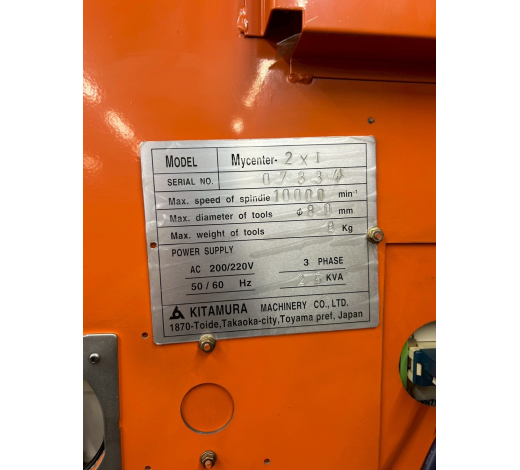 MODEL Mycenter- 2XI
SERIAL NO. 0733
Max. speed of spindle 10000 min⁻¹
Max. diameter of tools ϕ80 mm
Max. weight of tools 8 Kg
POWER SUPPLY
AC 200/220V 3 PHASE
50/60 Hz KVA
KITAMURA MACHINERY CO., LTD.
1870-Toide,Takaoka-city,Toyama pref, Japan